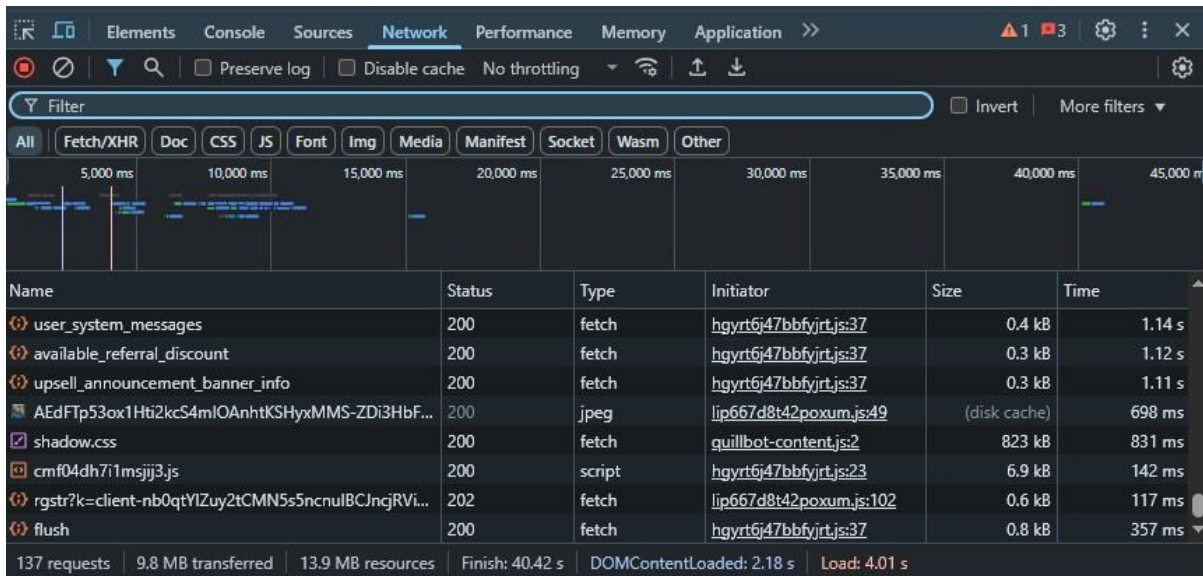 Elements Console Sources Network Performance Memory Application >> 1 3
Preserve log Disable cache No throttling
Filter Invert More filters
All Fetch/XHR Doc CSS JS Font Img Media Manifest Socket Wasm Other
5,000 ms 10,000 ms 15,000 ms 20,000 ms 25,000 ms 30,000 ms 35,000 ms 40,000 ms 45,000 m
Name Status Type Initiator Size Time
user_system_messages 200 fetch hgyrt6j47bbfyjrt.js:37 0.4 kB 1.14 s
available_referral_discount 200 fetch hgyrt6j47bbfyjrt.js:37 0.3 kB 1.12 s
upsell_announcement_banner_info 200 fetch hgyrt6j47bbfyjrt.js:37 0.3 kB 1.11 s
AEdFTp53ox1Hti2kcS4mIOAnhtKSHyxMMS-ZDi3HbF... 200 jpeg lip667d8t42poxum.js:49 (disk cache) 698 ms
shadow.css 200 fetch quillbot-content.js:2 823 kB 831 ms
cmf04dh7i1msjij3.js 200 script hgyrt6j47bbfyjrt.js:23 6.9 kB 142 ms
rgstr?k=client-nb0qtYIZuy2tCMN5s5ncnuIBCJncjRVi... 202 fetch lip667d8t42poxum.js:102 0.6 kB 117 ms
flush 200 fetch hgyrt6j47bbfyjrt.js:37 0.8 kB 357 ms
137 requests 9.8 MB transferred 13.9 MB resources Finish: 40.42 s DOMContentLoaded: 2.18 s Load: 4.01 s